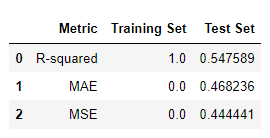 Metric Training Set Test Set
0 R-squared 1.0 0.547589
1 MAE 0.0 0.468236
2 MSE 0.0 0.444441